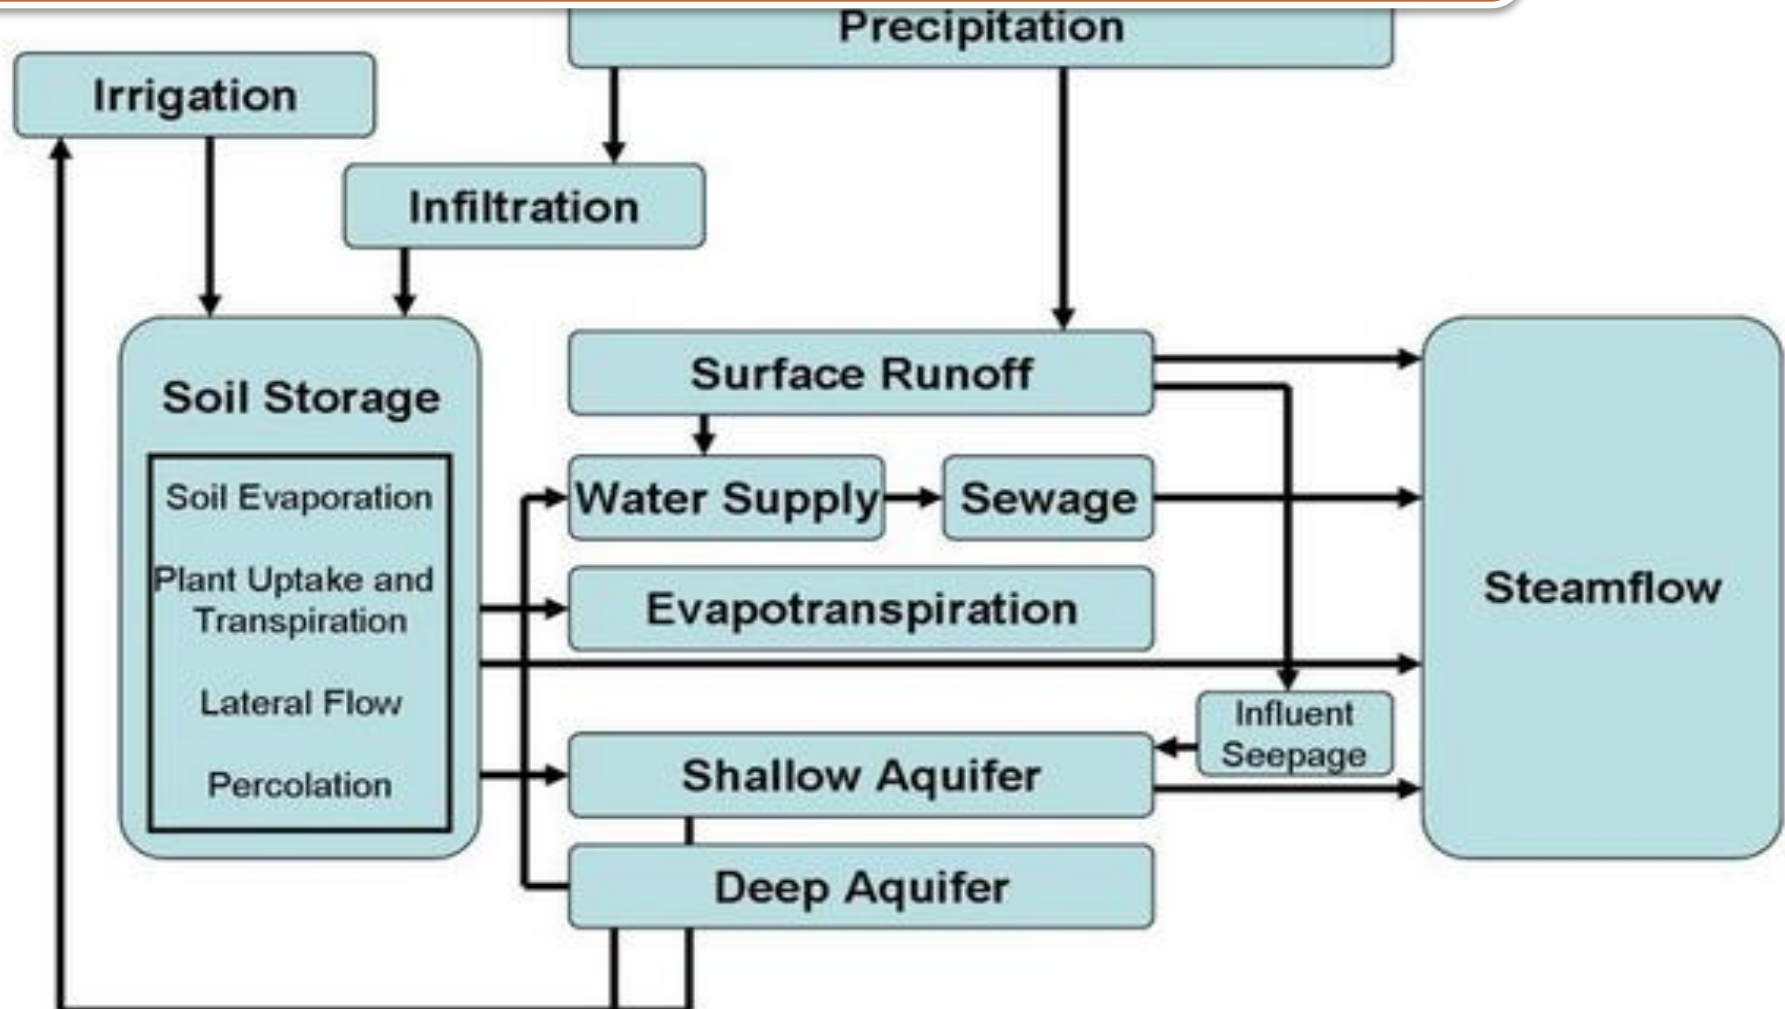 Precipitation
Irrigation
Infiltration
Soil Storage
Soil Evaporation
Plant Uptake and
Transpiration
Lateral Flow
Percolation
Surface Runoff
Water Supply
Sewage
Evapotranspiration
Influent
Seepage
Shallow Aquifer
Deep Aquifer
Steamflow